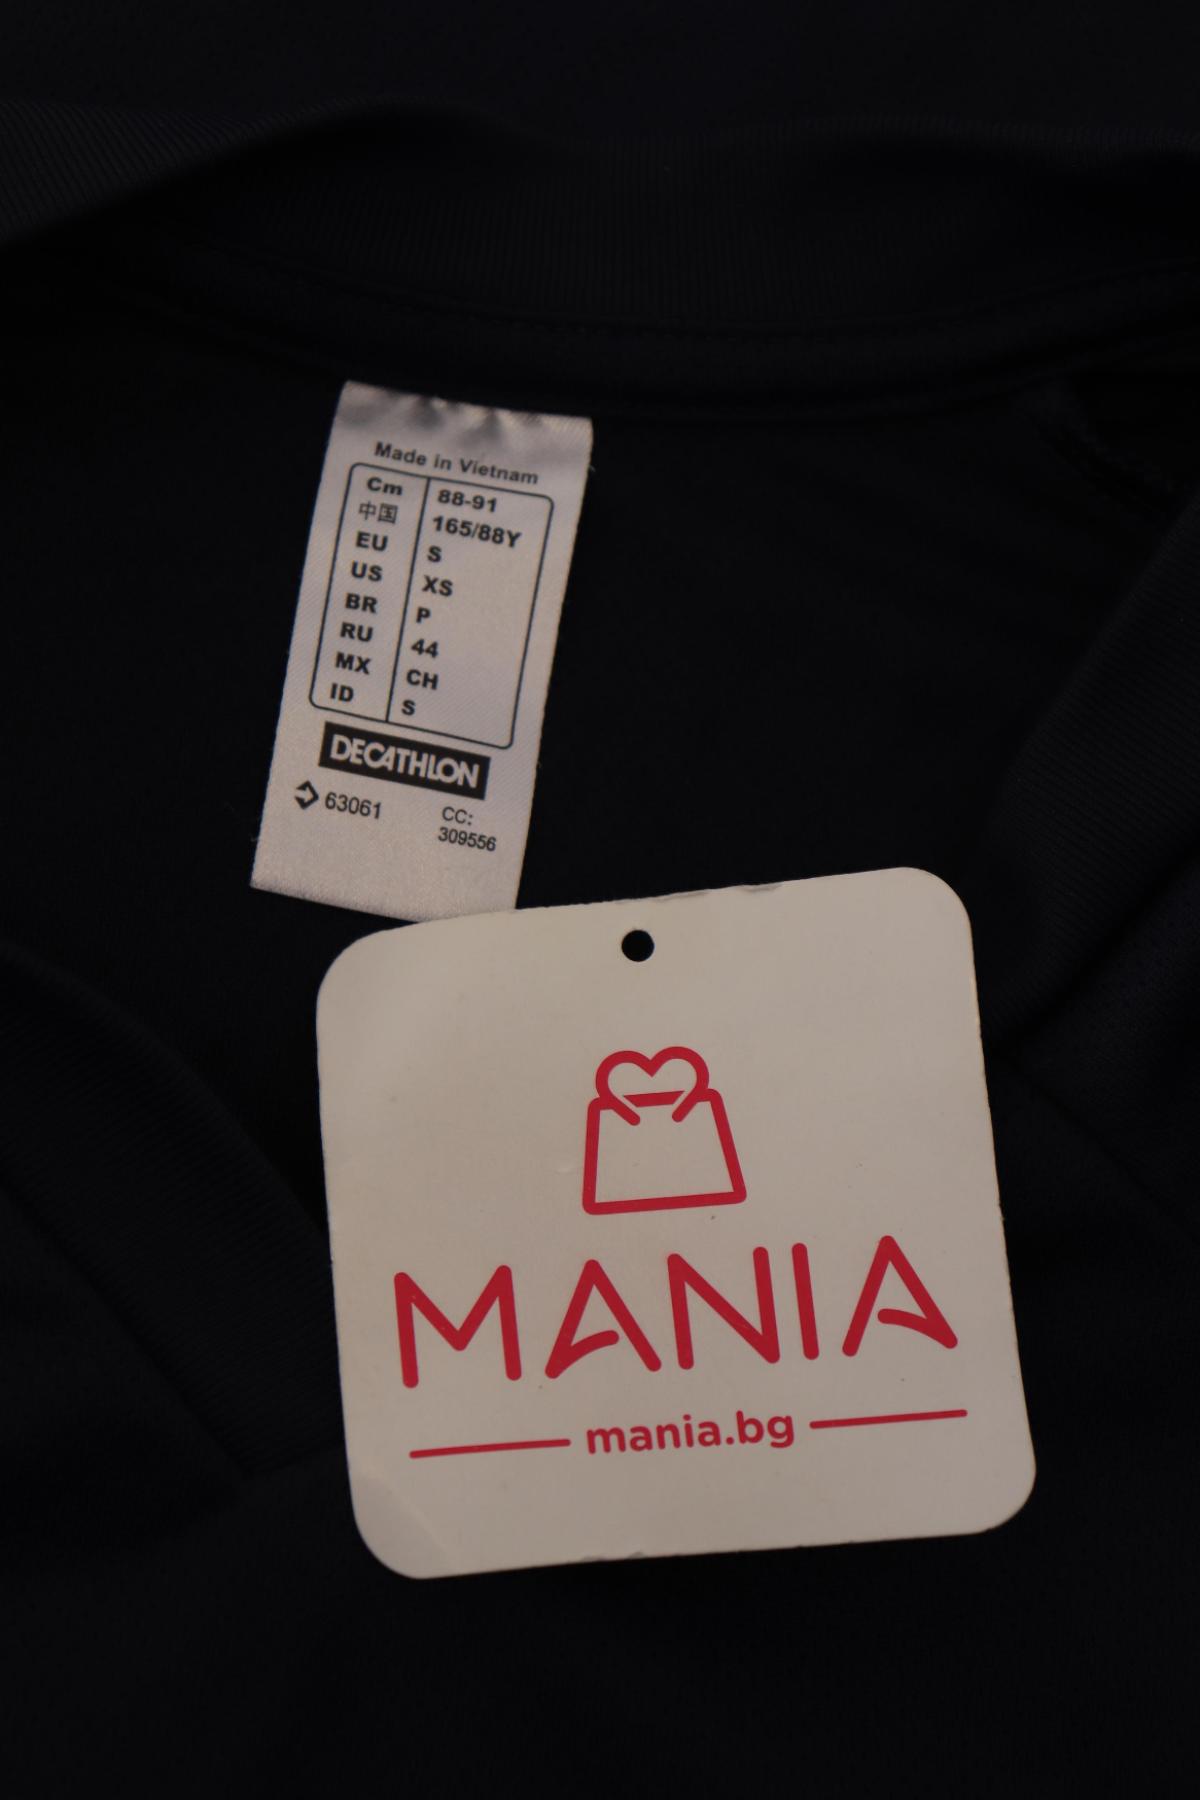 Made in Vietnam
Cm 88-91
中国 165/88Y
EU S
US XS
BR P
RU 44
MX CH
ID S
DECATHLON
63061 CC:
309556
MANIA
mania.bg